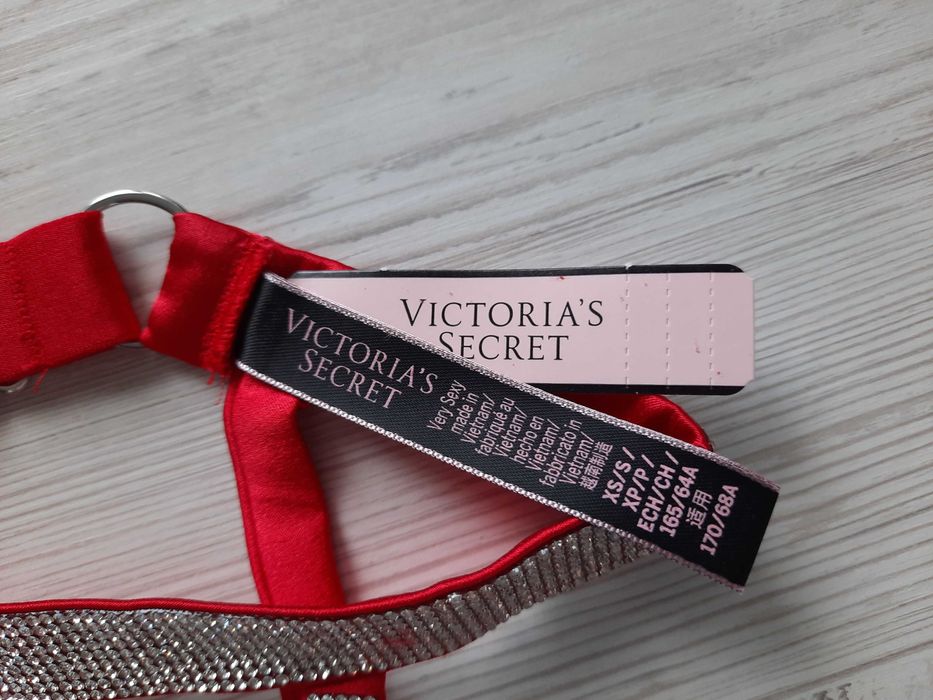 VICTORIA'S
SECRET
VICTORIA'S
SECRET
Very Sexy
made in
Vietnam/
fabriqué au
Vietnam/
hecho en
Vietnam/
fabricato in
Vietnam/
越南制造
XS/S /
XP/P /
ECH/CH /
165/64A
适用
170/68A